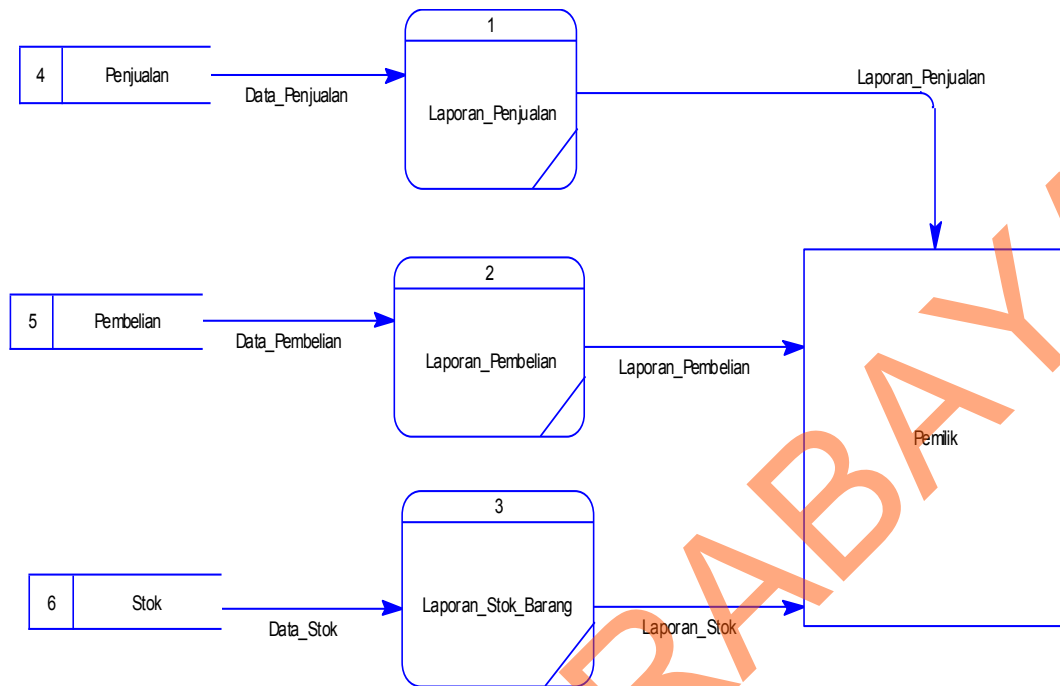 1
4 Penjualan
Data_Penjualan
Laporan_Penjualan
Laporan_Penjualan
2
5 Pembelian
Data_Pembelian
Laporan_Pembelian
Laporan_Pembelian
Pemilik
3
6 Stok
Data_Stok
Laporan_Stok_Barang
Laporan_Stok
RABAYA